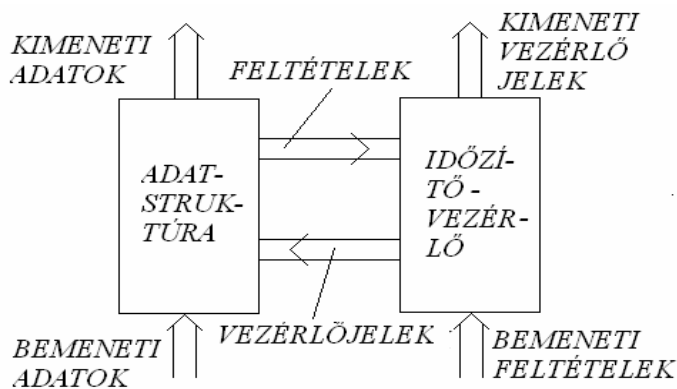 KIMENETI
ADATOK
KIMENETI
VEZÉRLŐ
JELEK
FELTÉTELEK
ADAT-
STRUK-
TÚRA
IDŐZÍ-
TŐ -
VEZÉR-
LŐ
VEZÉRLŐJELEK
BEMENETI
ADATOK
BEMENETI
FELTÉTELEK